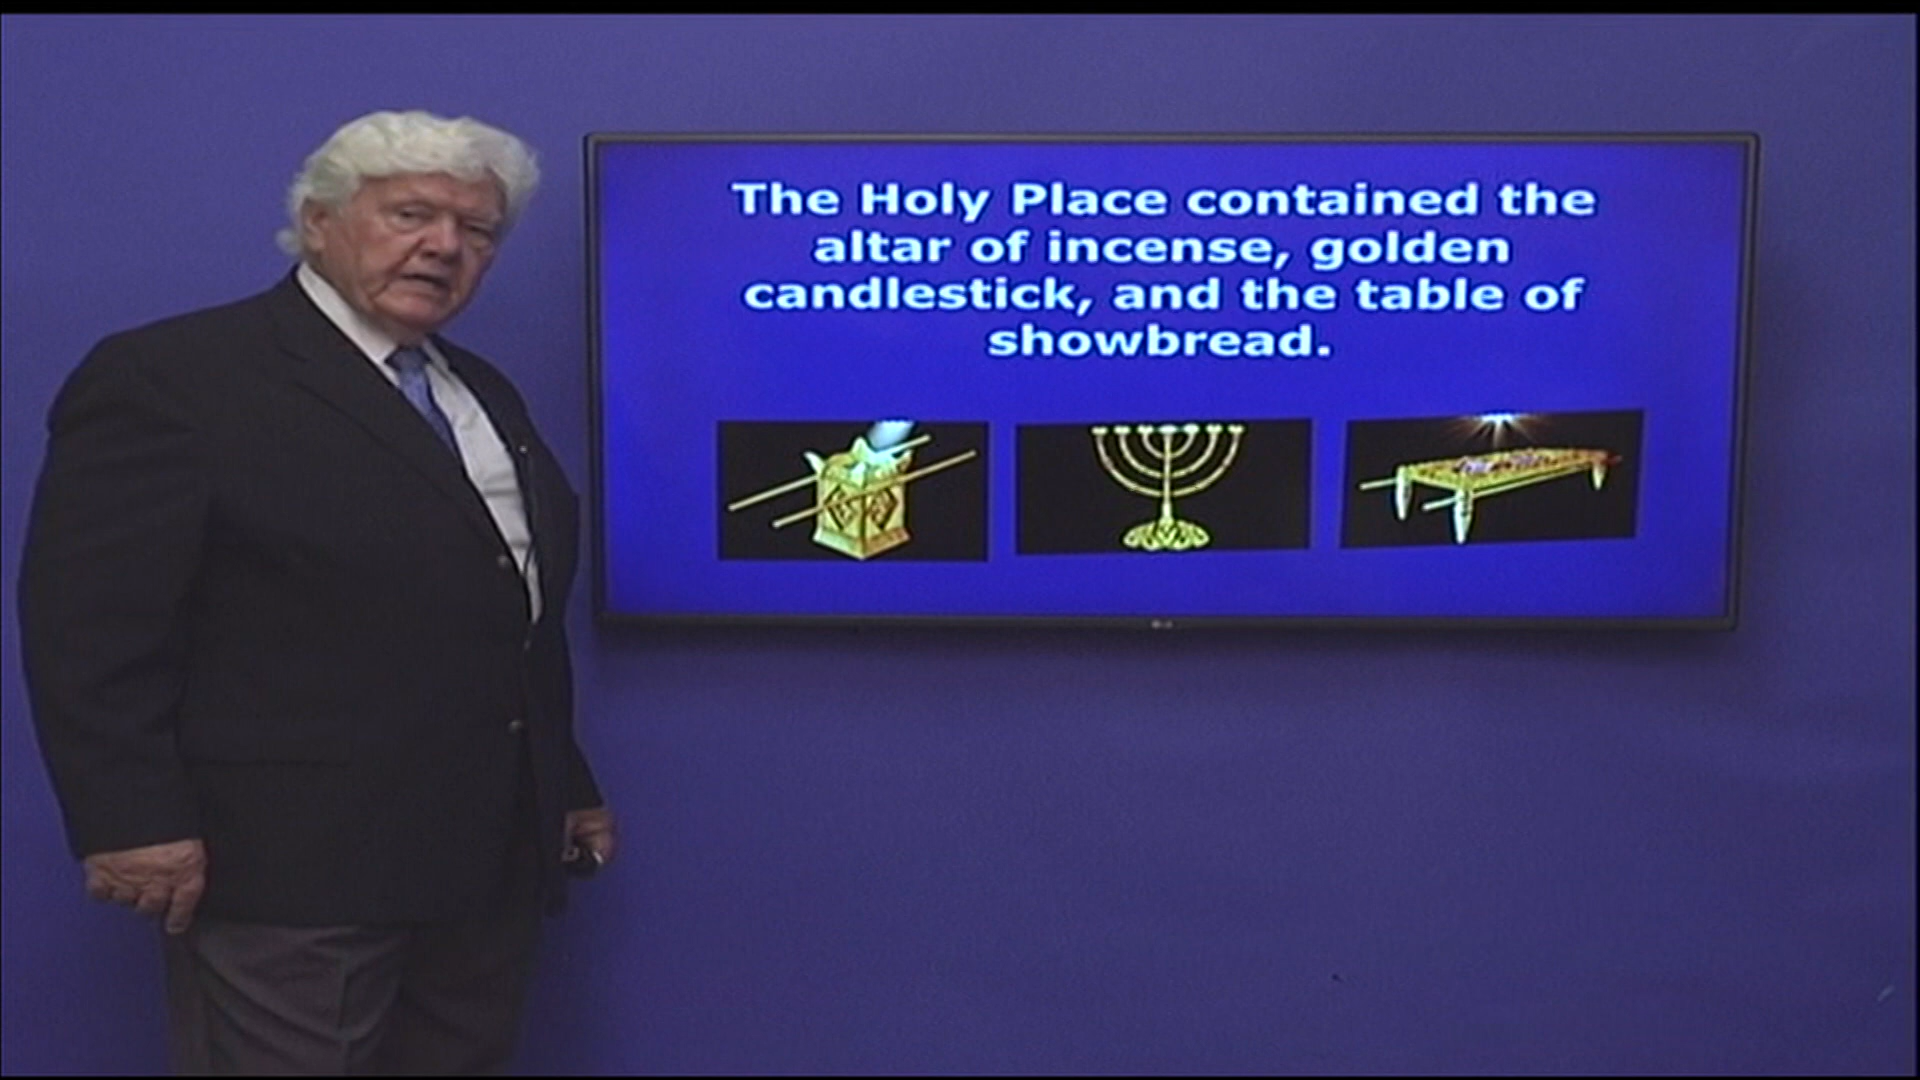 The Holy Place contained the
altar of incense, golden
candlestick, and the table of
showbread.